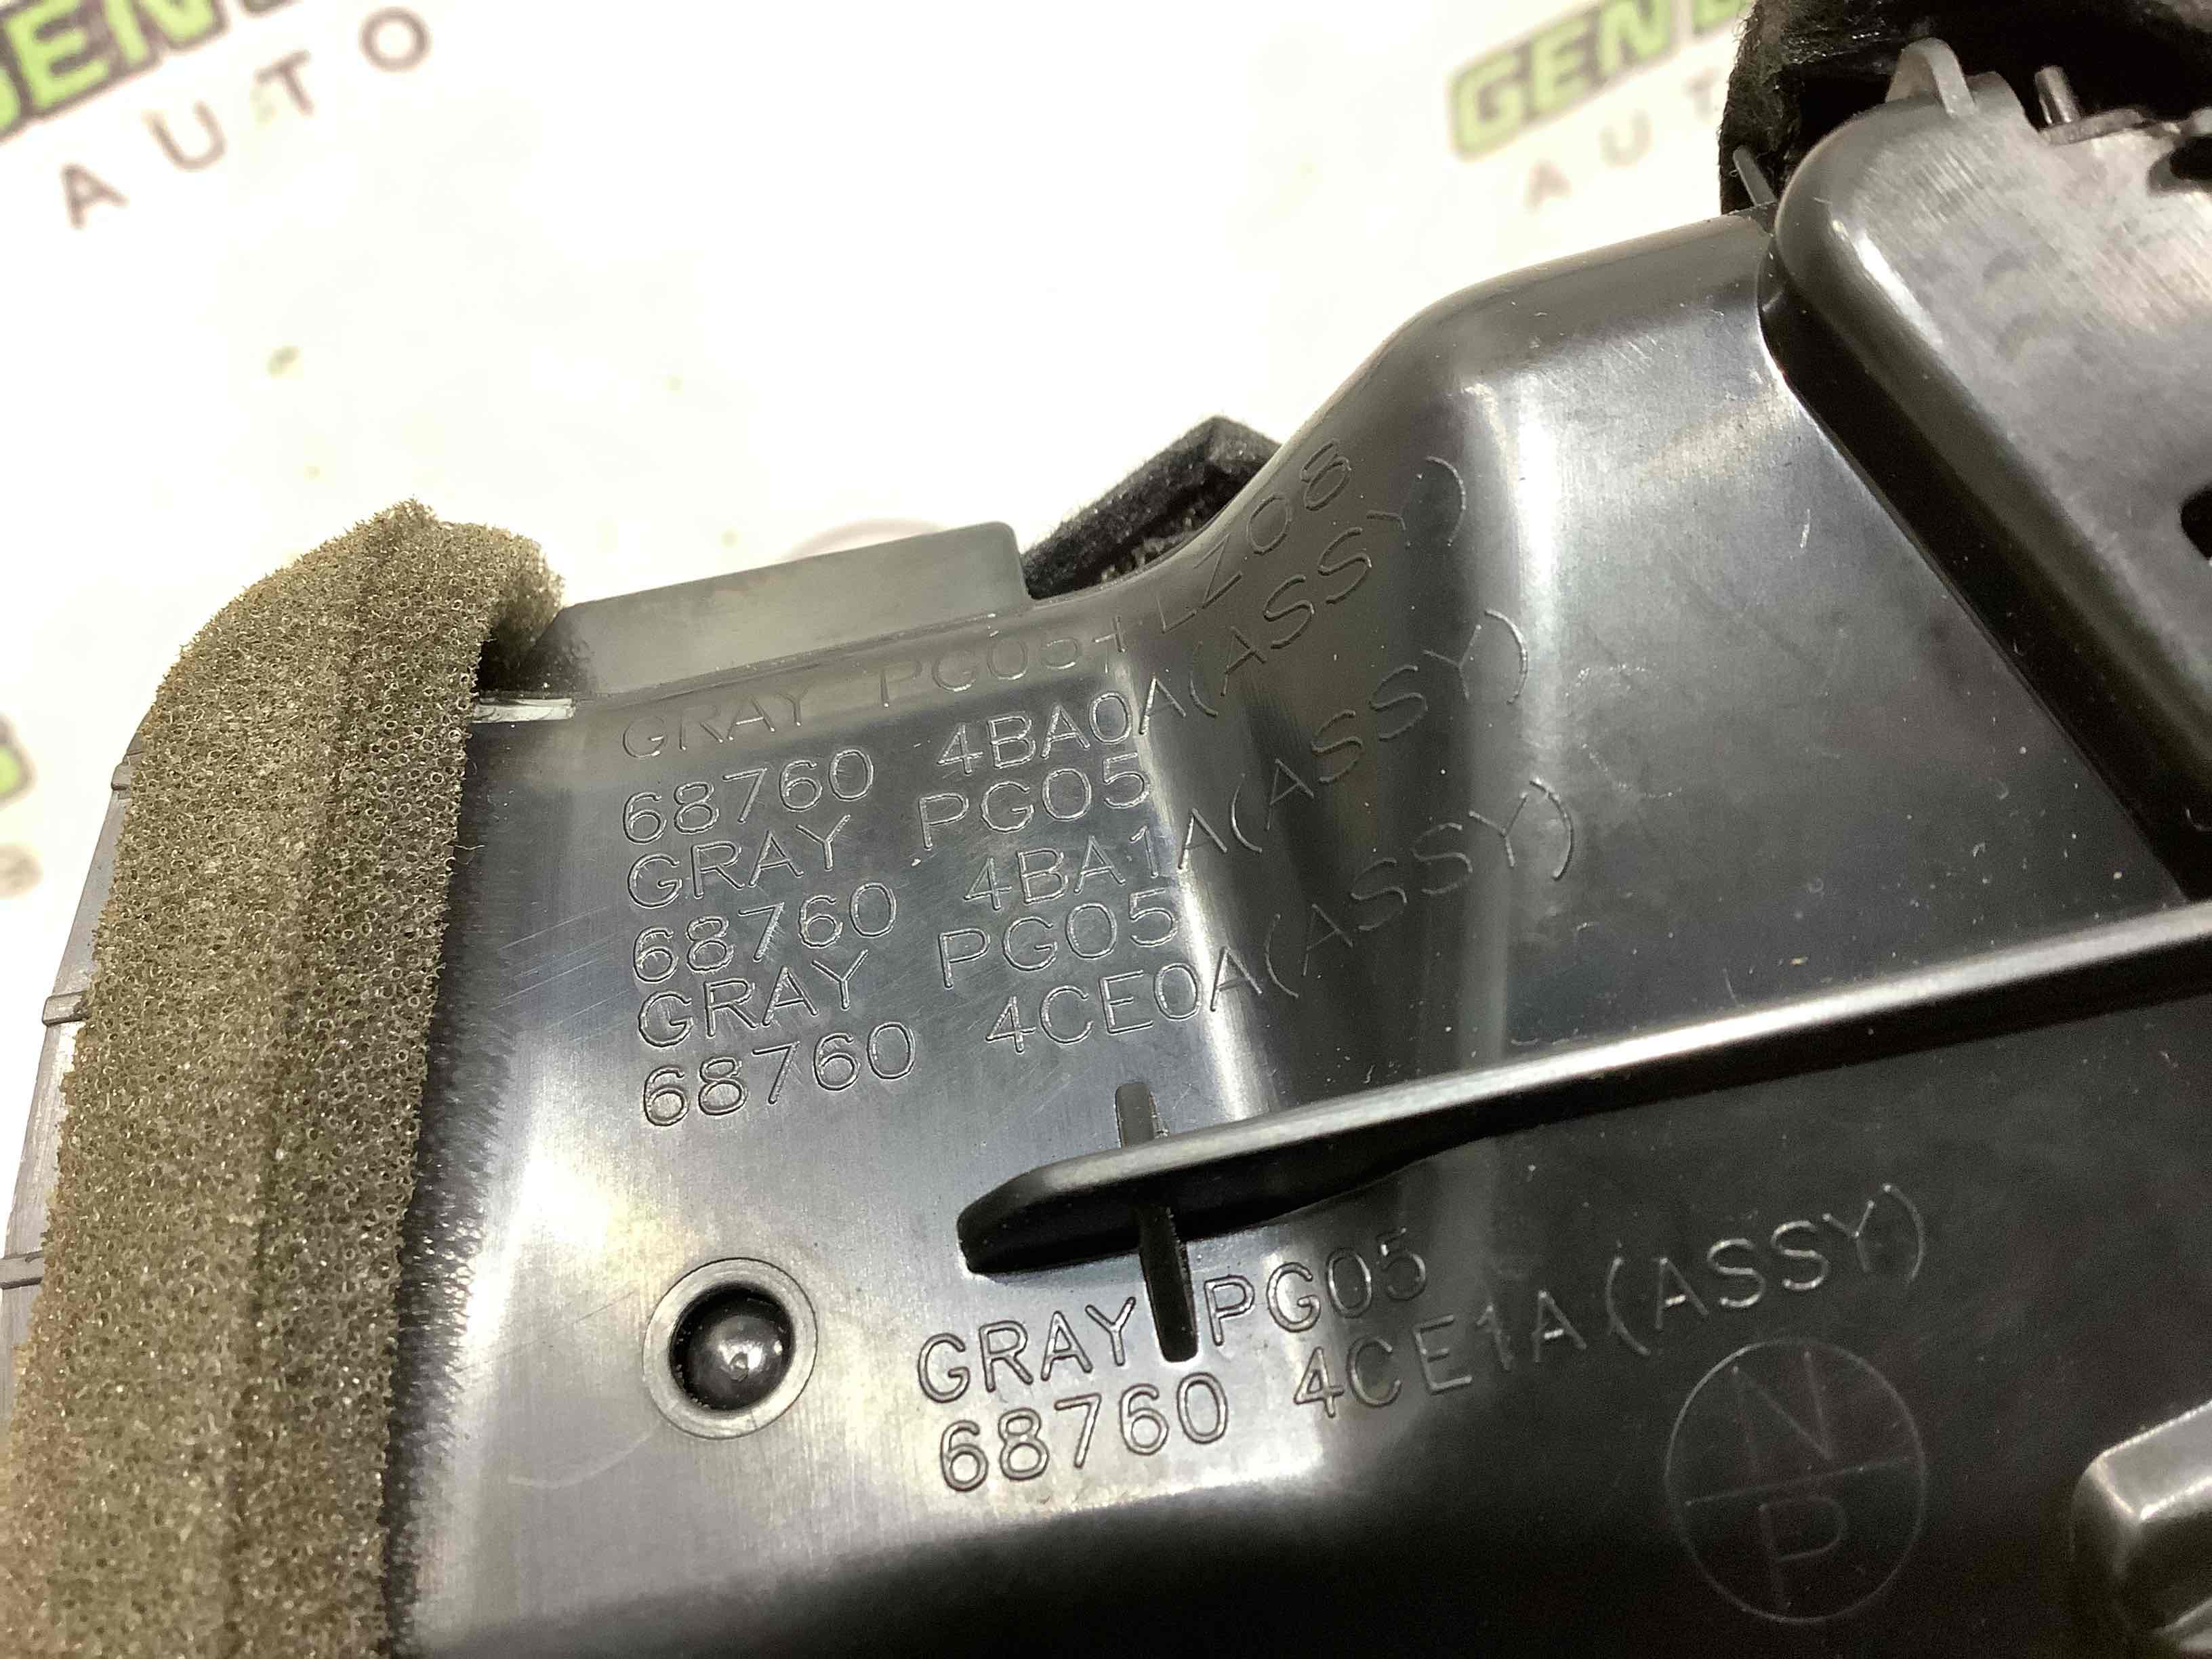 GEN
AUTO
GEN
AUT
GRAY PG05+LZ08
68760 4BA0A(ASSY)
GRAY PG05
68760 4BA1A(ASSY)
GRAY PG05
68760 4CE0A(ASSY)
GRAY PG05
68760 4CE1A(ASSY)
N
P